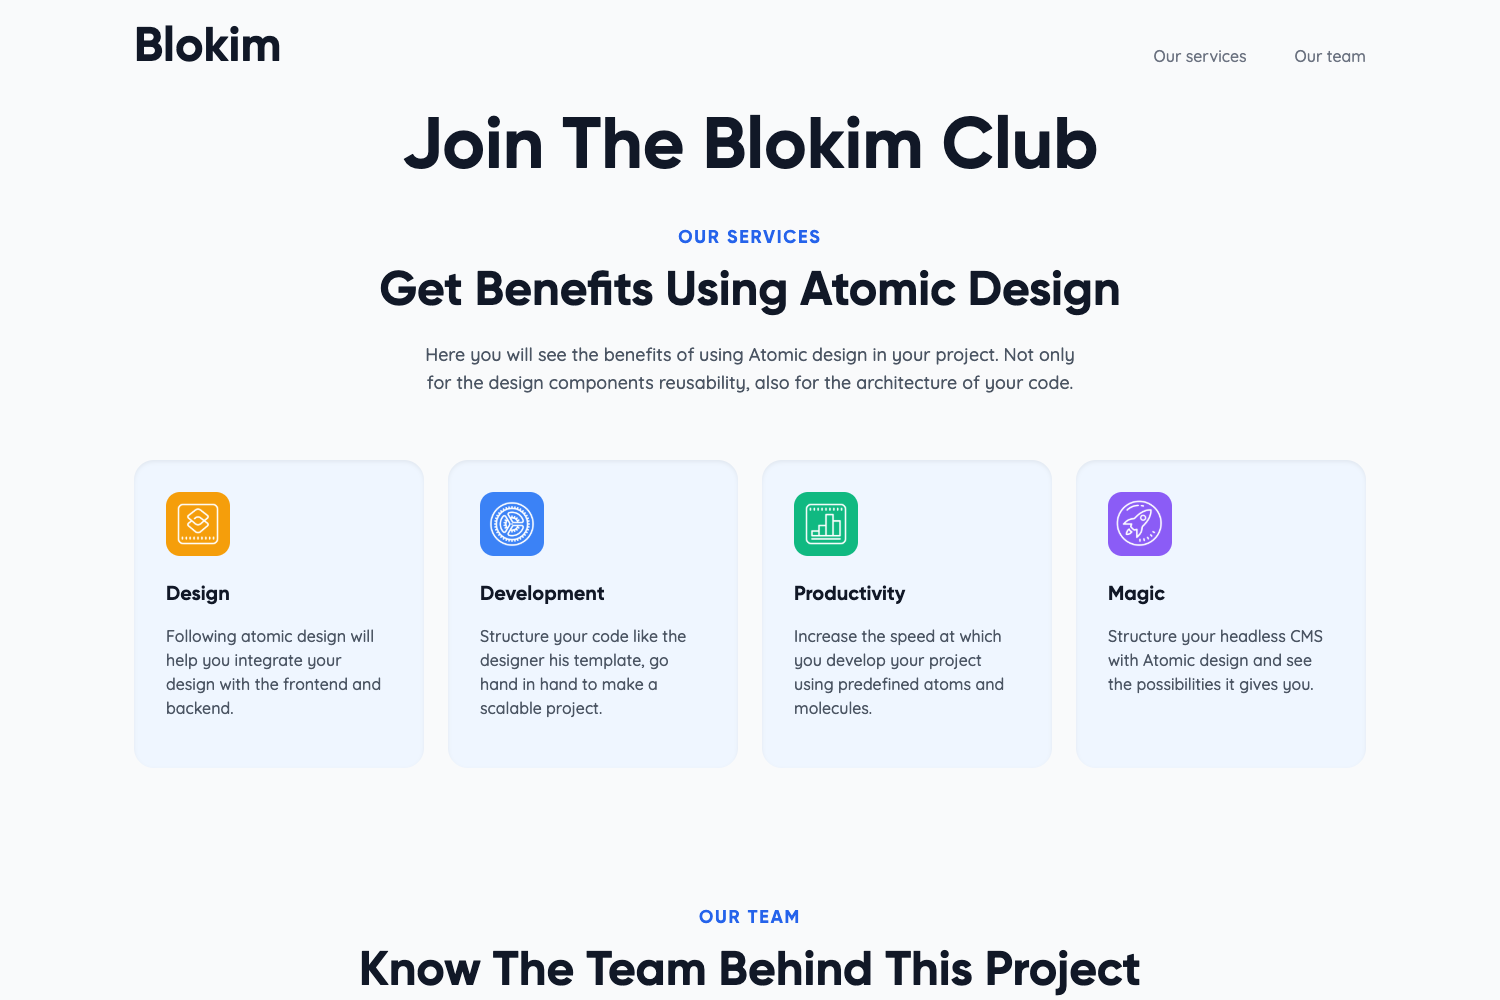 Blokim
Our services
Our team
Join The Blokim Club
OUR SERVICES
Get Benefits Using Atomic Design
Here you will see the benefits of using Atomic design in your project. Not only
for the design components reusability, also for the architecture of your code.
Design
Following atomic design will
help you integrate your
design with the frontend and
backend.
Development
Structure your code like the
designer his template, go
hand in hand to make a
scalable project.
Productivity
Increase the speed at which
you develop your project
using predefined atoms and
molecules.
Magic
Structure your headless CMS
with Atomic design and see
the possibilities it gives you.
OUR TEAM
Know The Team Behind This Project